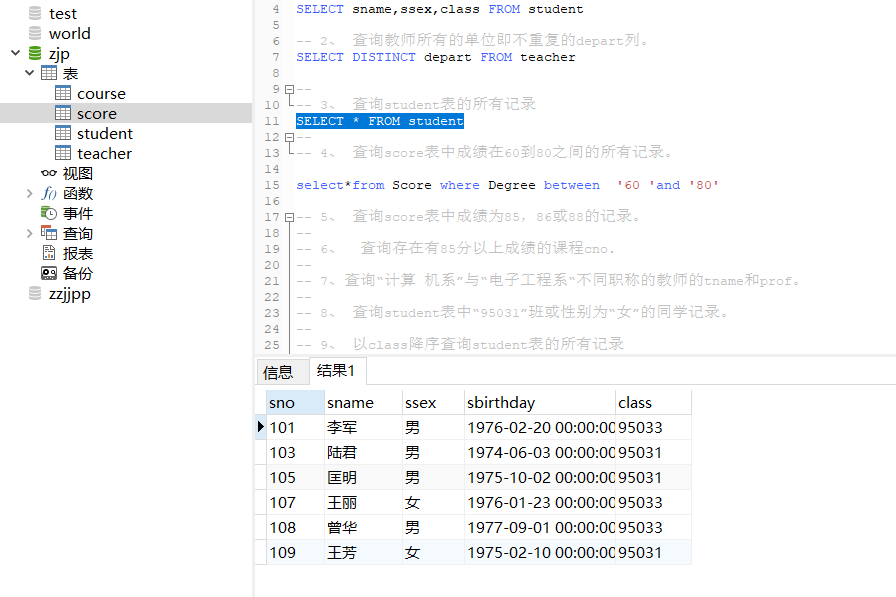 test
world
zjp
表
course
score
student
teacher
视图
f() 函数
事件
查询
报表
备份
zzjjpp
4 SELECT sname,ssex,class FROM student
5
6 -- 2、 查询教师所有的单位即不重复的depart列。
7 SELECT DISTINCT depart FROM teacher
8
9 --
10 -- 3、 查询student表的所有记录
11 SELECT * FROM student
12 --
13 -- 4、 查询score表中成绩在60到80之间的所有记录。
14
15 select*from Score where Degree between  '60 'and '80'
16
17 -- 5、 查询score表中成绩为85，86或88的记录。
18 --
19 -- 6、  查询存在有85分以上成绩的课程cno.
20 --
21 -- 7、查询“计算 机系”与“电子工程系“不同职称的教师的tname和prof。
22 --
23 -- 8、 查询student表中“95031”班或性别为“女”的同学记录。
24 --
25 -- 9、 以class降序查询student表的所有记录
信息 结果1
sno sname ssex sbirthday class
101 李军 男 1976-02-20 00:00:00 95033
103 陆君 男 1974-06-03 00:00:00 95031
105 匡明 男 1975-10-02 00:00:00 95031
107 王丽 女 1976-01-23 00:00:00 95033
108 曾华 男 1977-09-01 00:00:00 95033
109 王芳 女 1975-02-10 00:00:00 95031